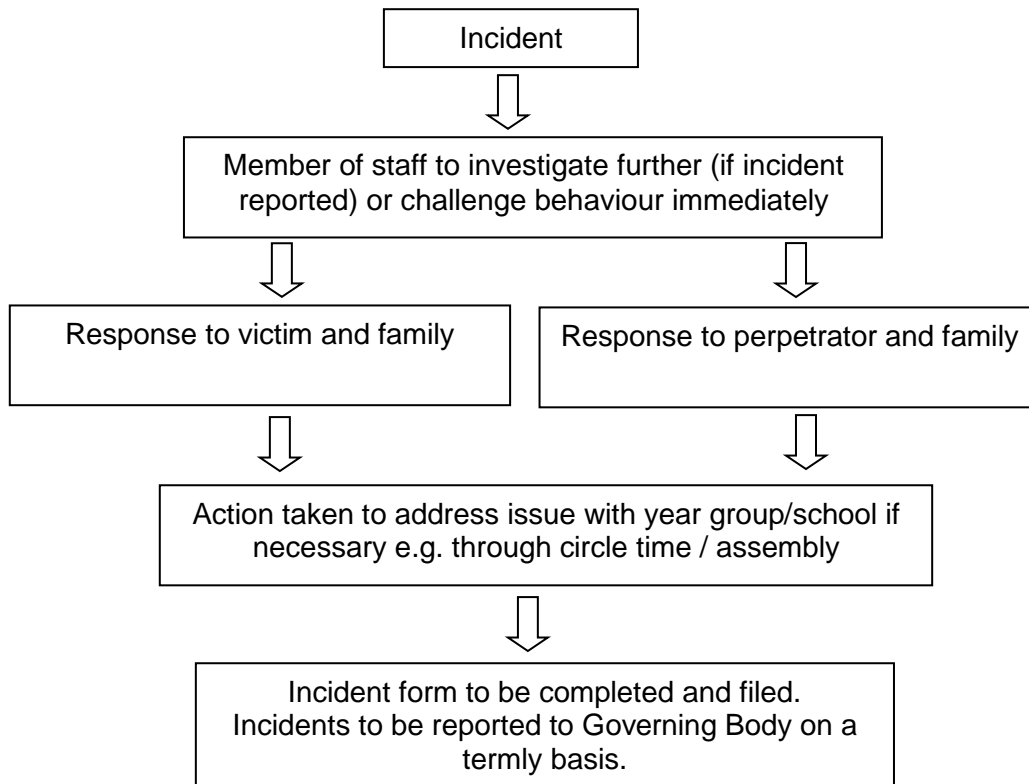 Incident
Member of staff to investigate further (if incident
reported) or challenge behaviour immediately
Response to victim and family
Response to perpetrator and family
Action taken to address issue with year group/school if
necessary e.g. through circle time / assembly
Incident form to be completed and filed.
Incidents to be reported to Governing Body on a
termly basis.